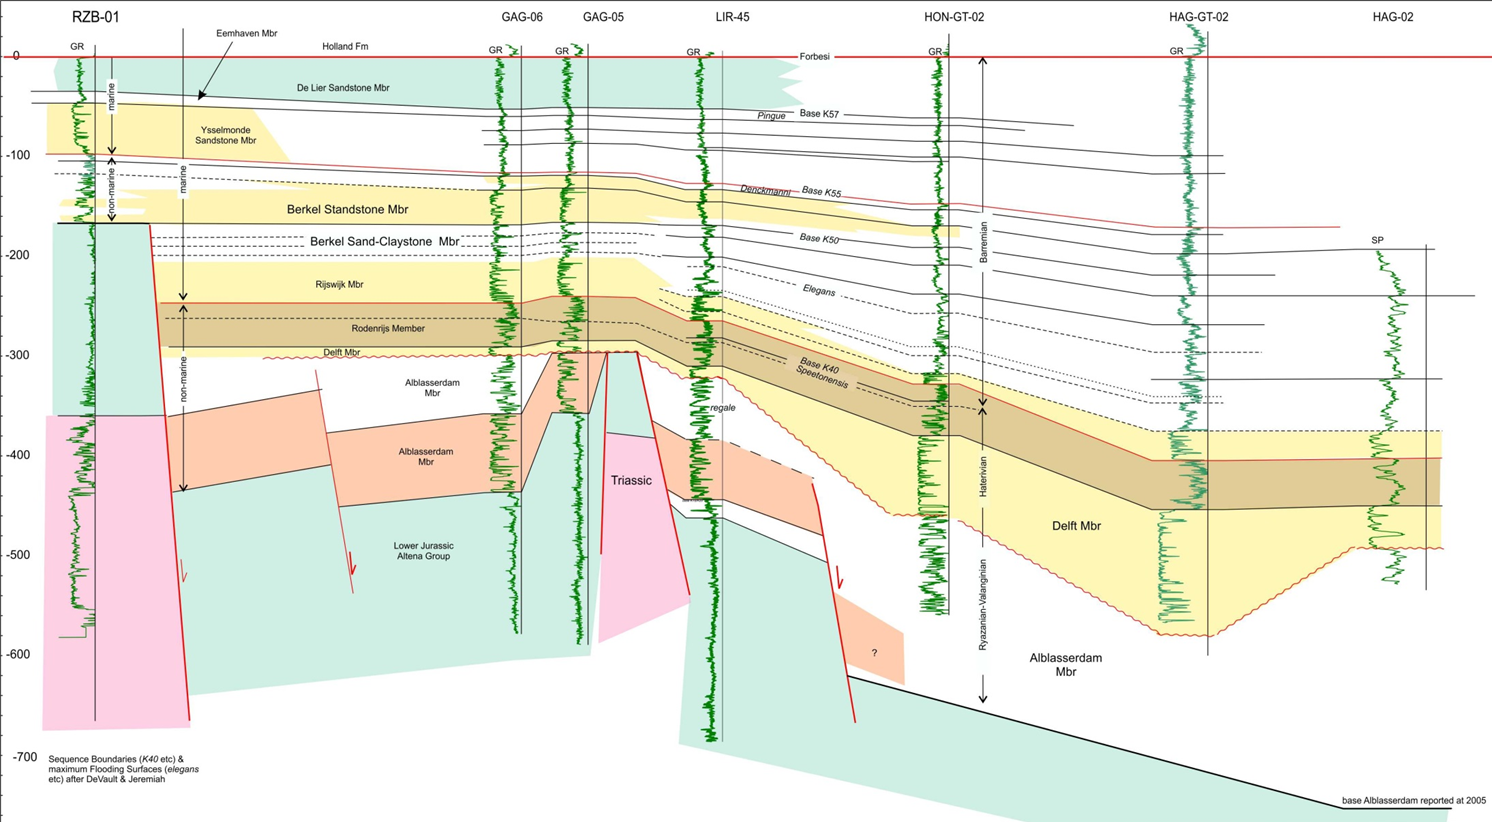 RZB-01
GAG-06
GAG-05
LIR-45
HON-GT-02
HAG-GT-02
HAG-02
Eemhaven Mbr
Holland Fm
GR
GR
GR
GR
GR
GR
0
Forbesi
De Lier Sandstone Mbr
marine
Pingue
Base K57
Ysselmonde
Sandstone Mbr
-100
non-marine
marine
Denckmanni
Base K55
Berkel Standstone Mbr
Berkel Sand-Claystone Mbr
Base K50
Barremian
SP
-200
Rijswijk Mbr
Elegans
Rodenrijs Member
Delft Mbr
-300
non-marine
Base K40
Speetonensis
Alblasserdam
Mbr
regale
-400
Alblasserdam
Mbr
Triassic
Haterivian
Delft Mbr
-500
Lower Jurassic
Altena Group
Ryazanian-Valanginian
-600
?
Alblasserdam
Mbr
-700
Sequence Boundaries (K40 etc) &
maximum Flooding Surfaces (elegans
etc) after DeVault & Jeremiah
base Alblasserdam reported at 2005